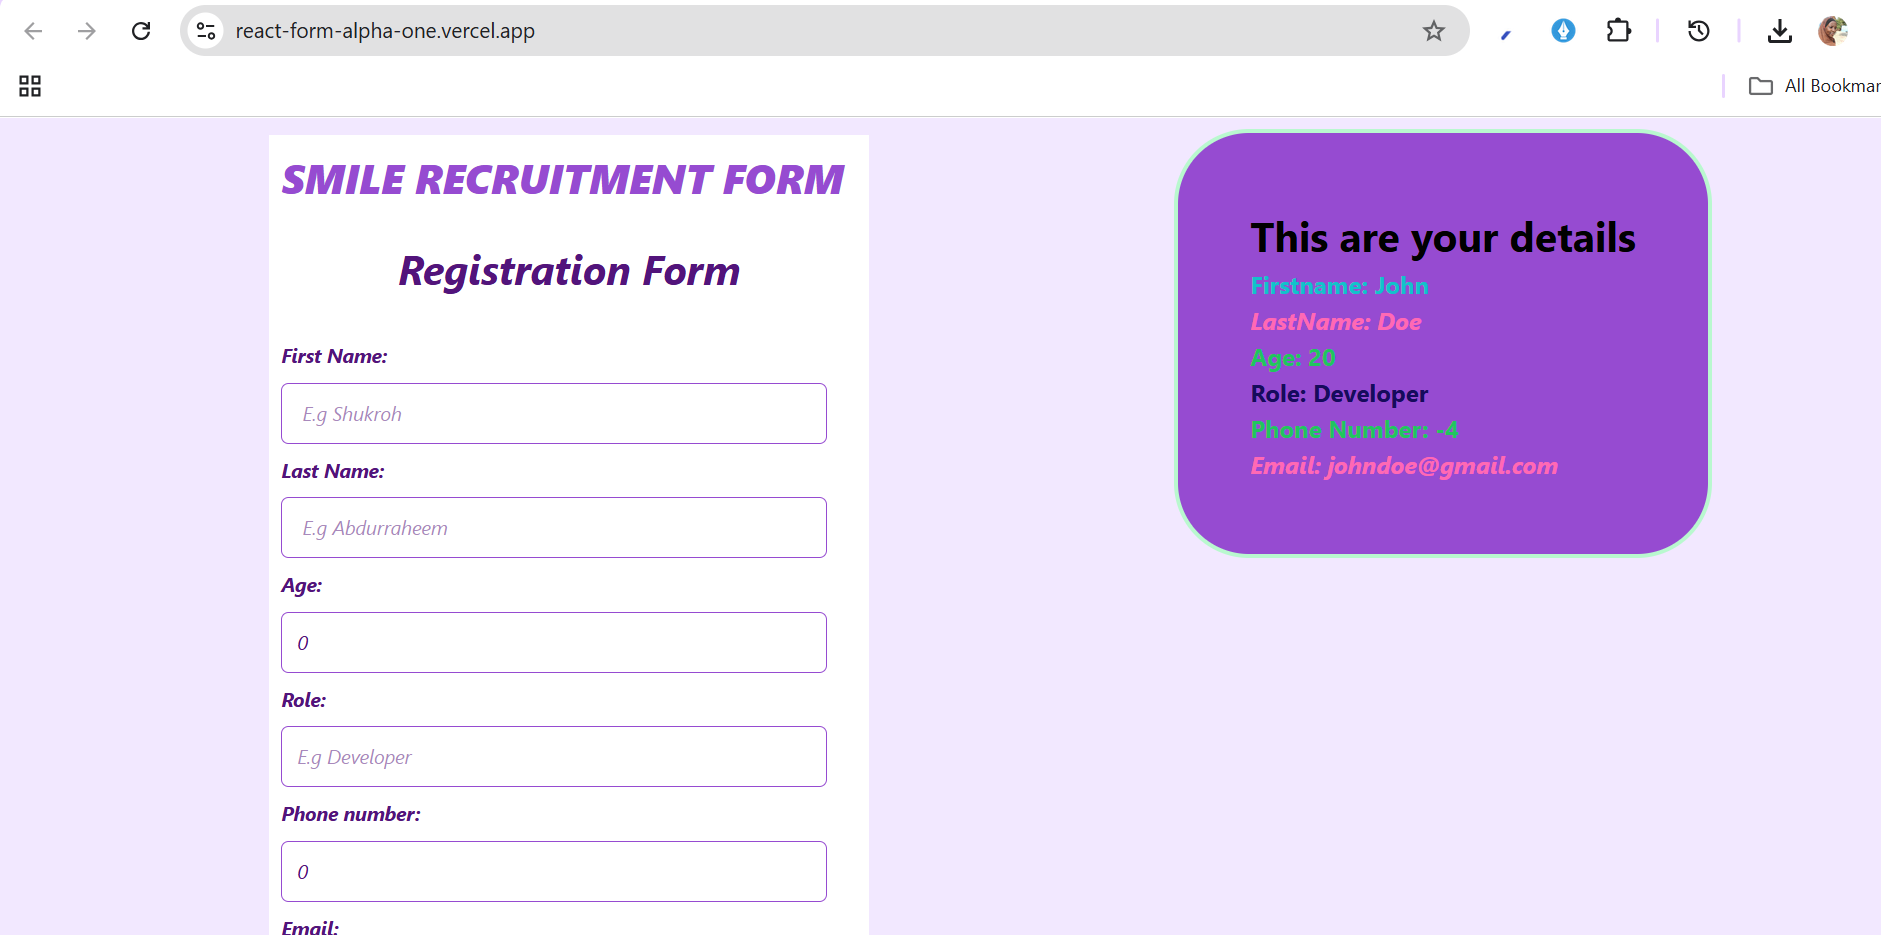 react-form-alpha-one.vercel.app
All Bookmar
SMILE RECRUITMENT FORM
Registration Form
First Name:
E.g Shukroh
Last Name:
E.g Abdurraheem
Age:
0
Role:
E.g Developer
Phone number:
0
Email:
This are your details
Firstname: John
LastName: Doe
Age: 20
Role: Developer
Phone Number: -4
Email: johndoe@gmail.com